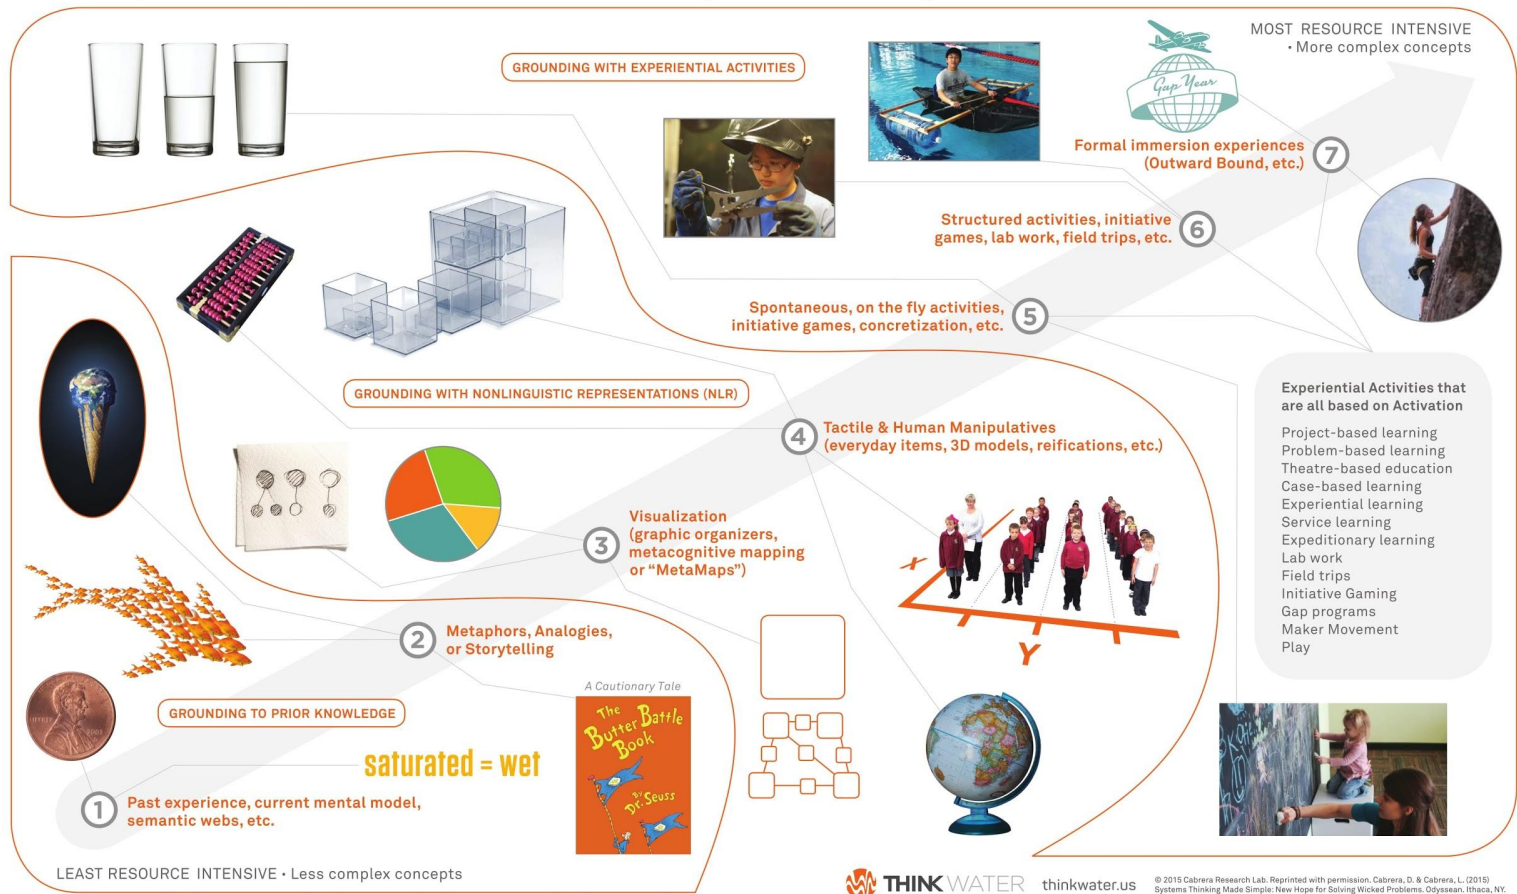 MOST RESOURCE INTENSIVE
• More complex concepts
GROUNDING WITH EXPERIENTIAL ACTIVITIES
Gap Year
Formal immersion experiences
(Outward Bound, etc.)
7
Structured activities, initiative
games, lab work, field trips, etc.
6
Spontaneous, on the fly activities,
initiative games, concretization, etc.
5
GROUNDING WITH NONLINGUISTIC REPRESENTATIONS (NLR)
4
Tactile & Human Manipulatives
(everyday items, 3D models, reifications, etc.)
Experiential Activities that
are all based on Activation
Project-based learning
Problem-based learning
Theatre-based education
Case-based learning
Experiential learning
Service learning
Expeditionary learning
Lab work
Field trips
Initiative Gaming
Gap programs
Maker Movement
Play
3
Visualization
(graphic organizers,
metacognitive mapping
or “MetaMaps”)
X
Y
2
Metaphors, Analogies,
or Storytelling
A Cautionary Tale
The
Butter Battle
Book
By
Dr. Seuss
GROUNDING TO PRIOR KNOWLEDGE
saturated = wet
LIBERTY
2001
1
Past experience, current mental model,
semantic webs, etc.
LEAST RESOURCE INTENSIVE • Less complex concepts
THINK WATER
thinkwater.us
© 2015 Cabrera Research Lab. Reprinted with permission. Cabrera, D. & Cabrera, L. (2015)
Systems Thinking Made Simple: New Hope for Solving Wicked Problems. Odyssean. Ithaca, NY.